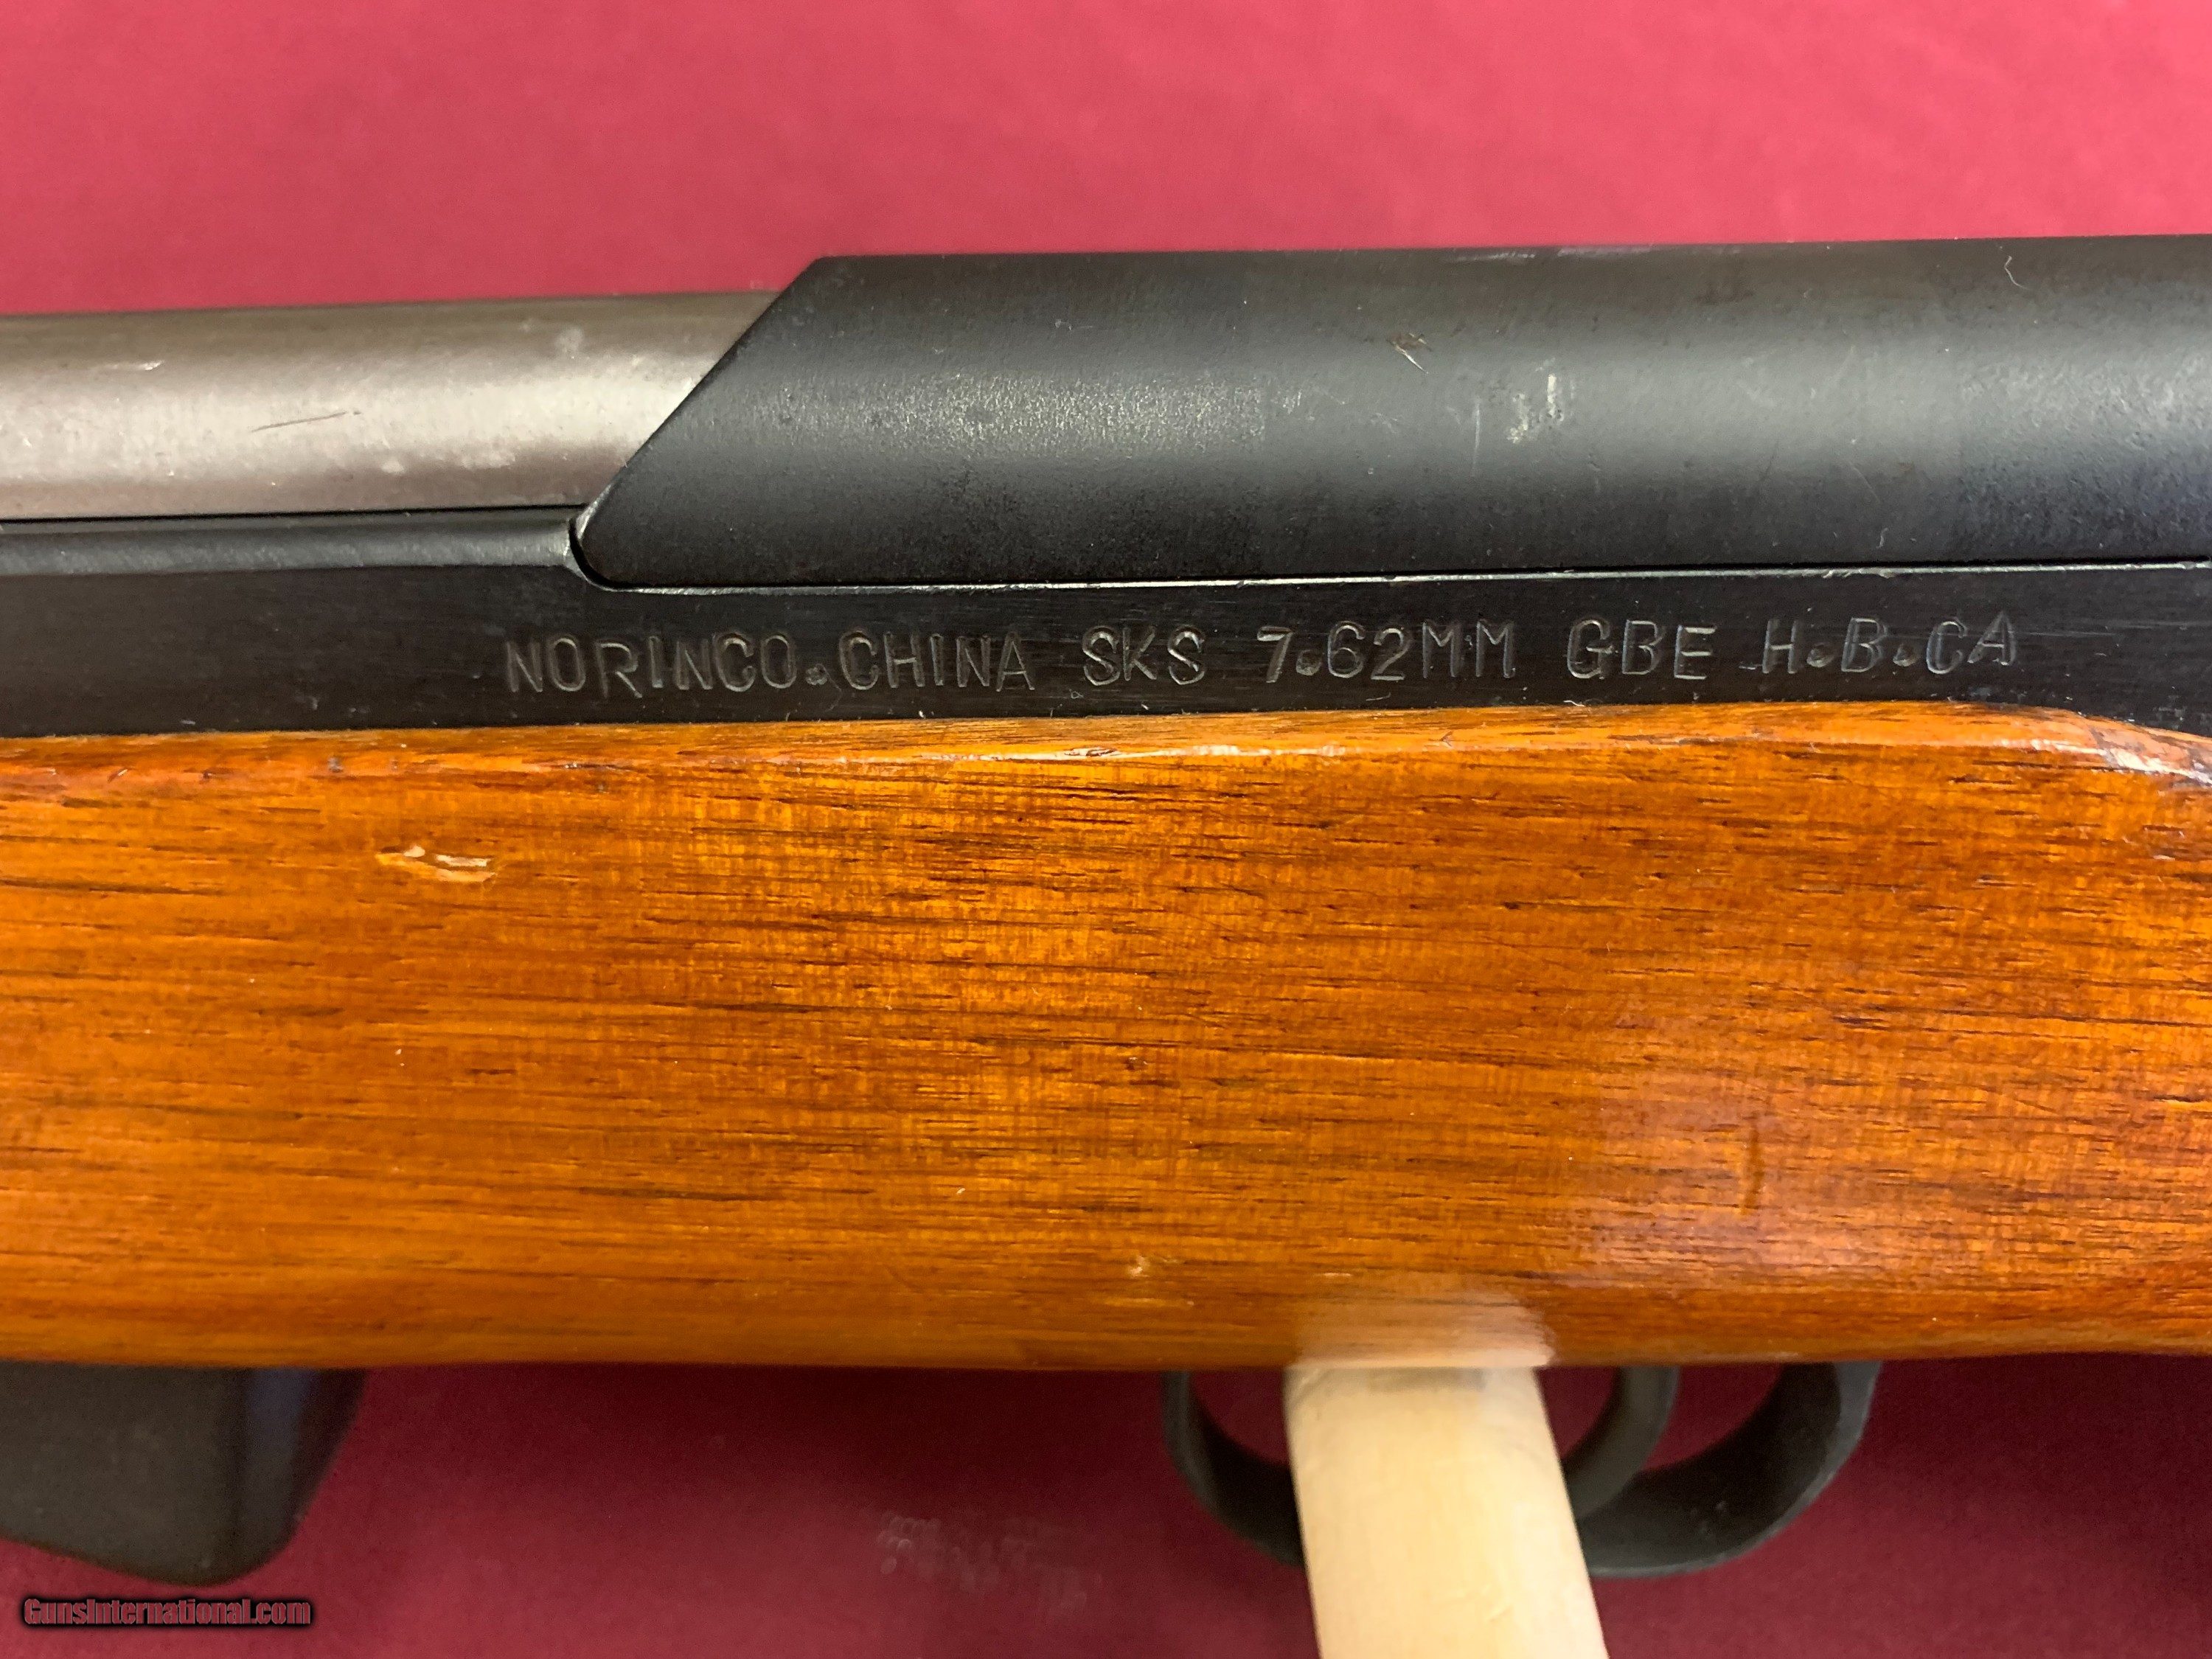 NORINCO.CHINA SKS 7.62MM GBE H.B.CA
GunsInternational.com